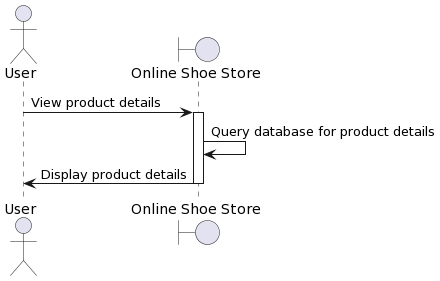 User
Online Shoe Store
View product details
Query database for product details
Display product details
User
Online Shoe Store